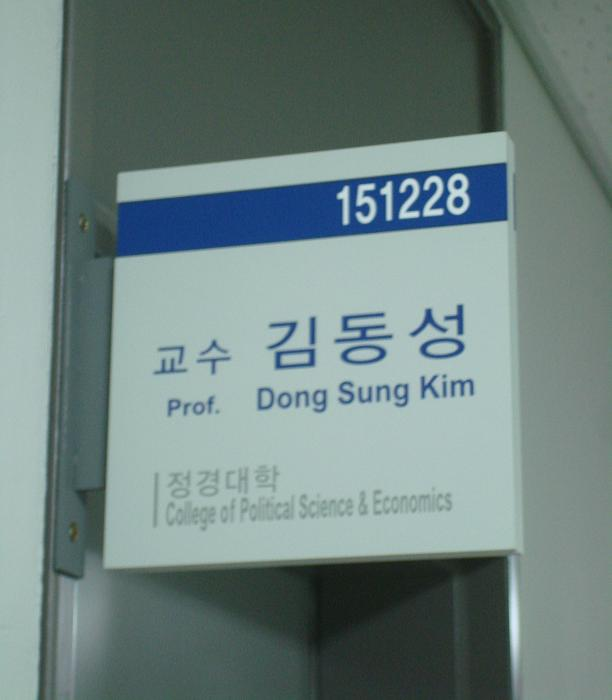 151228
교수 김동성
Prof. Dong Sung Kim
정경대학
College of Political Science & Economics